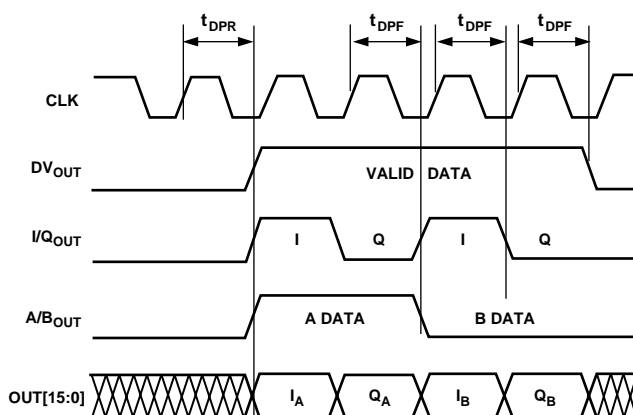 tDPR tDPF tDPF tDPF
CLK
DVOUT VALID DATA
I/QOUT I Q I Q
A/BOUT A DATA B DATA
OUT[15:0] IA QA IB QB